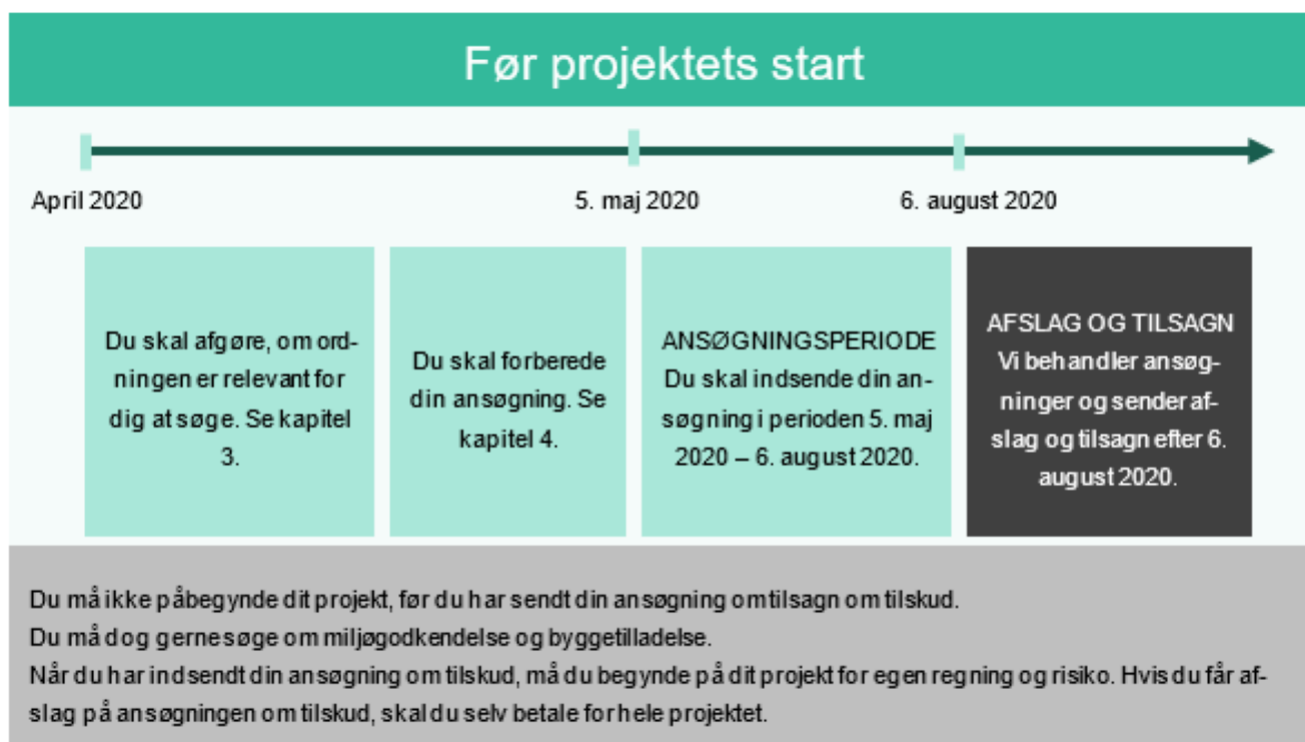 Før projektets start
April 2020
5. maj 2020
6. august 2020
Du skal afgøre, om ord-
ningen er relevant for
dig at søge. Se kapitel
3.
Du skal forberede
din ansøgning. Se
kapitel 4.
ANSØGNINGSPERIODE
Du skal indsende din an-
søgning i perioden 5. maj
2020 – 6. august 2020.
AFSLAG OG TILSAGN
Vi behandler ansøg-
ninger og sender af-
slag og tilsagn efter 6.
august 2020.
Du må ikke påbegynde dit projekt, før du har sendt din ansøgning om tilsagn om tilskud.
Du må dog gerne søge om miljøgodkendelse og byggetilladelse.
Når du har indsendt din ansøgning om tilskud, må du begynde på dit projekt for egen regning og risiko. Hvis du får af-
slag på ansøgningen om tilskud, skal du selv betale for hele projektet.